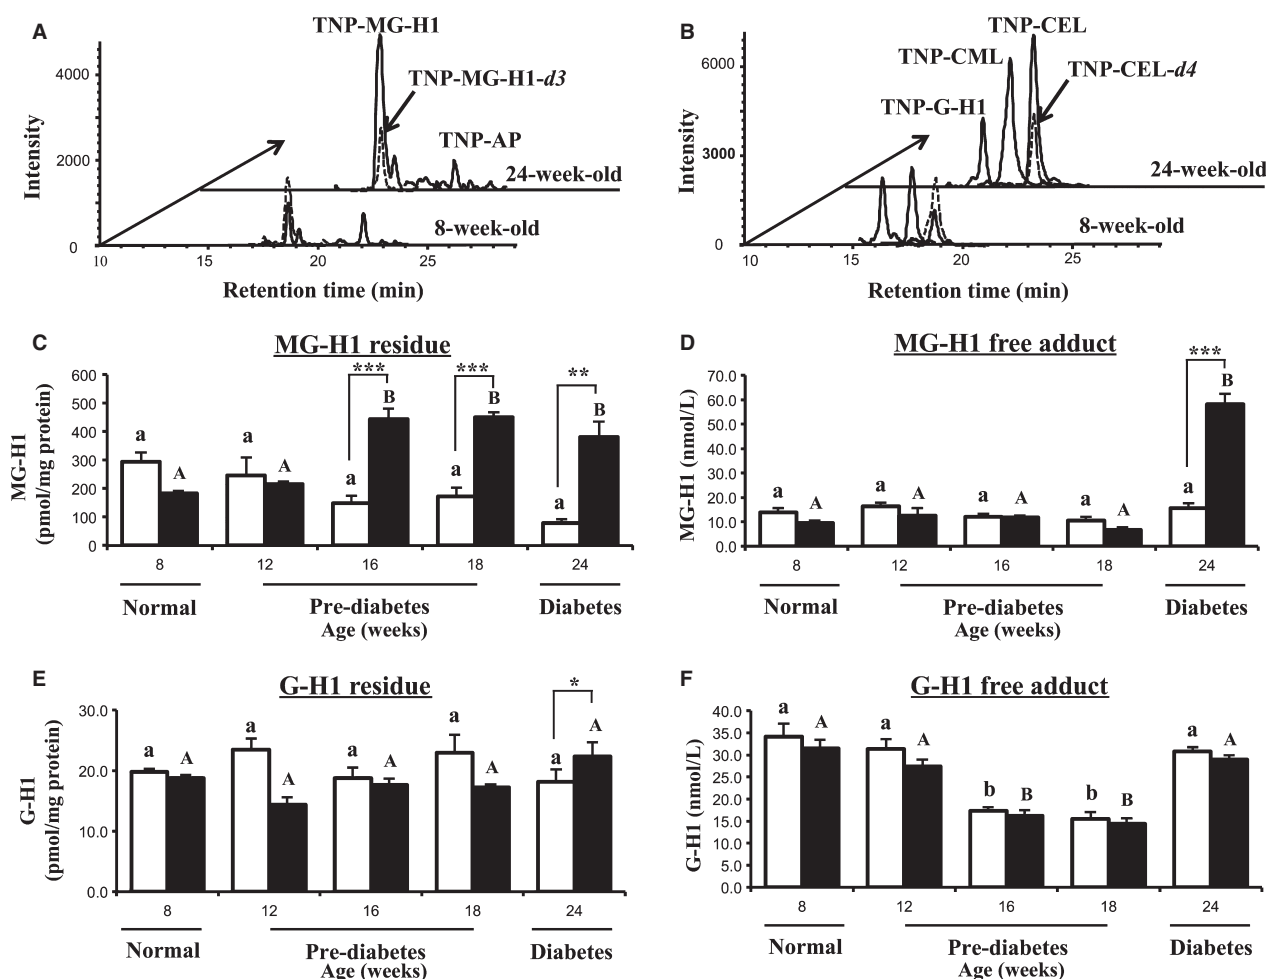 A
TNP-MG-H1
TNP-MG-H1-d3
TNP-AP
24-week-old
8-week-old
Intensity
4000
2000
0
10 15 20 25
Retention time (min)
B
TNP-CEL
TNP-CML
TNP-CEL-d4
TNP-G-H1
24-week-old
8-week-old
Intensity
6000
3000
0
10 15 20 25
Retention time (min)
C
MG-H1 residue
MG-H1
(pmol/mg protein)
600
500
400
300
200
100
0
*** *** **
a A a A a B a B a B
8 12 16 18 24
Normal Pre-diabetes Diabetes
Age (weeks)
D
MG-H1 free adduct
MG-H1 (nmol/L)
70.0
60.0
50.0
40.0
30.0
20.0
10.0
0.0
***
a A a A a A a A a B
8 12 16 18 24
Normal Pre-diabetes Diabetes
Age (weeks)
E
G-H1 residue
G-H1
(pmol/mg protein)
30.0
20.0
10.0
0.0
*
a A a A a A a A a A
8 12 16 18 24
Normal Pre-diabetes Diabetes
Age (weeks)
F
G-H1 free adduct
G-H1 (nmol/L)
40.0
35.0
30.0
25.0
20.0
15.0
10.0
5.0
0.0
a A a A b B b B a A
8 12 16 18 24
Normal Pre-diabetes Diabetes
Age (weeks)